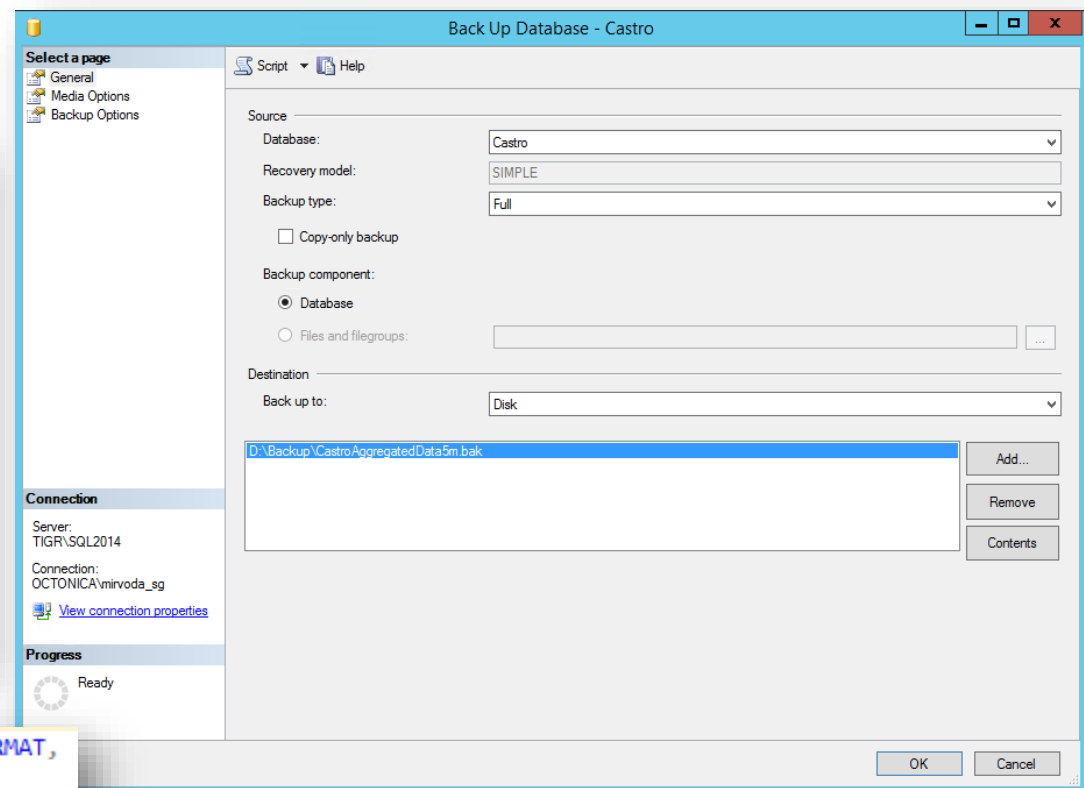 Back Up Database - Castro
Select a page
General
Media Options
Backup Options
Script
Help
Source
Database:
Castro
Recovery model:
SIMPLE
Backup type:
Full
Copy-only backup
Backup component:
Database
Files and filegroups:
...
Destination
Back up to:
Disk
D:\Backup\CastroAggregatedData5m.bak
Add...
Remove
Contents
Connection
Server:
TIGR\SQL2014
Connection:
OCTONICA\mirvoda_sg
View connection properties
Progress
Ready
RMAT,
OK
Cancel